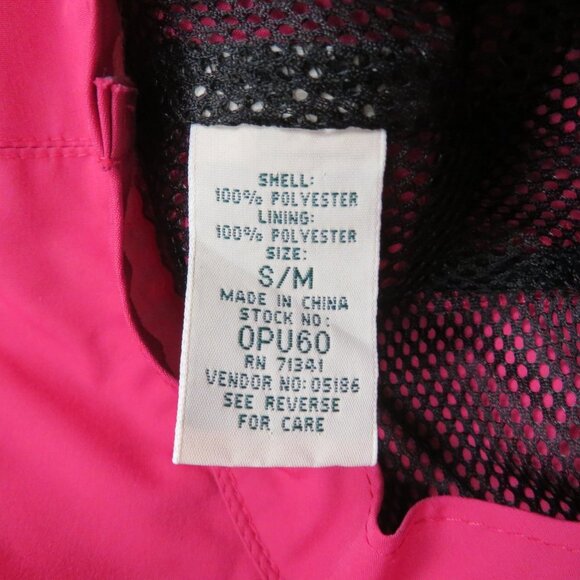 SHELL:
100% POLYESTER
LINING:
100% POLYESTER
SIZE:
S/M
MADE IN CHINA
STOCK NO:
0PU60
RN 71341
VENDOR NO: 05186
SEE REVERSE
FOR CARE